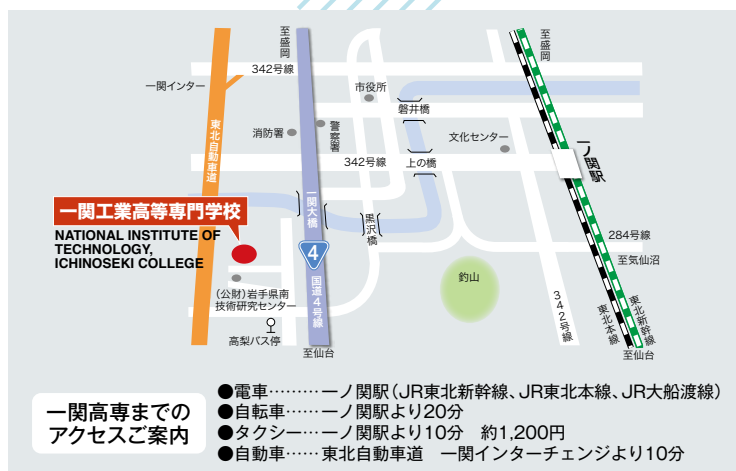 至盛岡
至盛岡
342号線
一関インター
市役所
磐井橋
東北自動車道
消防署
警察署
文化センター
一ノ関駅
342号線
上の橋
一関大橋
黒沢橋
一関工業高等専門学校
NATIONAL INSTITUTE OF
TECHNOLOGY,
ICHINOSEKI COLLEGE
4
国道4号線
284号線
至気仙沼
釣山
(公財)岩手県南
技術研究センター
高梨バス停
342号線
東北本線
東北新幹線
至仙台
至仙台
一関高専までの
アクセスご案内
●電車………一ノ関駅(JR東北新幹線、JR東北本線、JR大船渡線)
●自転車……一ノ関駅より20分
●タクシー…一ノ関駅より10分 約1,200円
●自動車……東北自動車道 一関インターチェンジより10分